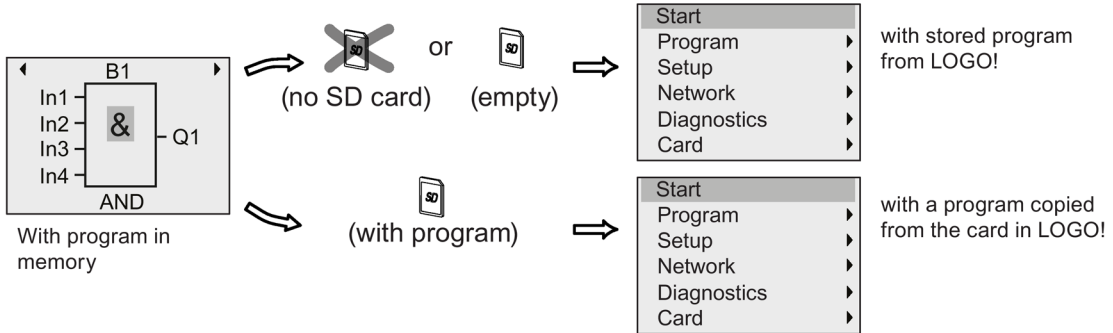 B1
In1
In2
In3
In4
&
Q1
AND
With program in
memory
SD
or
SD
(no SD card)
(empty)
Start
Program
Setup
Network
Diagnostics
Card
with stored program
from LOGO!
SD
(with program)
Start
Program
Setup
Network
Diagnostics
Card
with a program copied
from the card in LOGO!